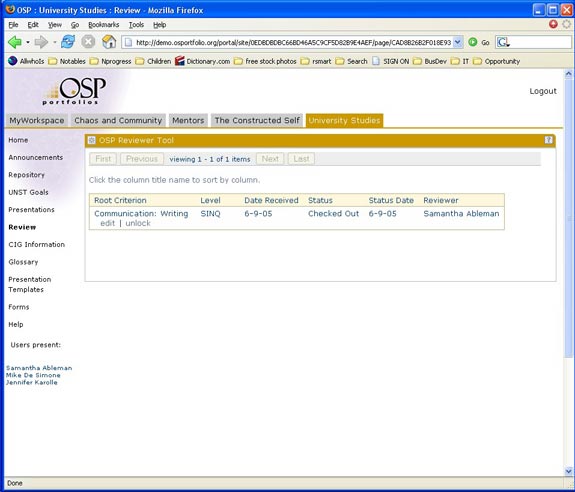 OSP : University Studies : Review - Mozilla Firefox
File Edit View Go Bookmarks Tools Help
http://demo.osportfolio.org/portal/site/0EDBDBDBC66BD46A5C9CF5D82B9E4AEF/page/CAD8B26B2F018E93
Go
AllwhoIs Notables Nprogress Children Dictionary.com free stock photos rsmart Search SIGN ON BusDev IT Opportunity
OSP
portfolios
Logout
MyWorkspace Chaos and Community Mentors The Constructed Self University Studies
Home
Announcements
Repository
UNST Goals
Presentations
Review
CIG Information
Glossary
Presentation
Templates
Forms
Help
Users present:
Samantha Ableman
Mike De Simone
Jennifer Karolle
OSP Reviewer Tool ?
First Previous viewing 1 - 1 of 1 items Next Last
Click the column title name to sort by column.
Root Criterion Level Date Received Status Status Date Reviewer
Communication: Writing SINQ 6-9-05 Checked Out 6-9-05 Samantha Ableman
edit | unlock
Done